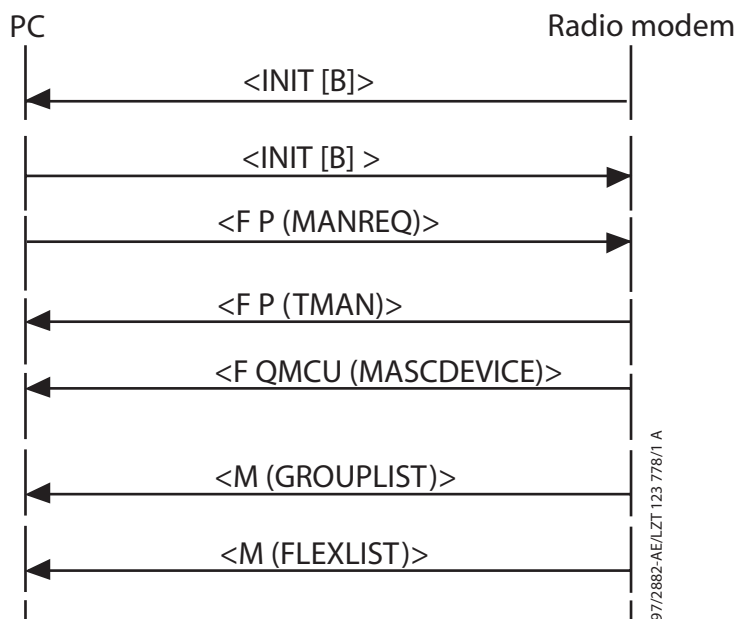 PC
Radio modem
<INIT [B]>
<INIT [B] >
<F P (MANREQ)>
<F P (TMAN)>
<F QMCU (MASCDEVICE)>
<M (GROUPLIST)>
<M (FLEXLIST)>
97/2882-AE/LZT 123 778/1 A